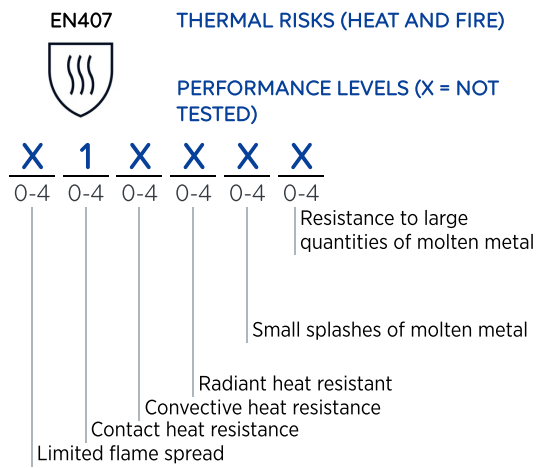 EN407
THERMAL RISKS (HEAT AND FIRE)
PERFORMANCE LEVELS (X = NOT
TESTED)
X 1 X X X X
0-4 0-4 0-4 0-4 0-4 0-4
Resistance to large
quantities of molten metal
Small splashes of molten metal
Radiant heat resistant
Convective heat resistance
Contact heat resistance
Limited flame spread